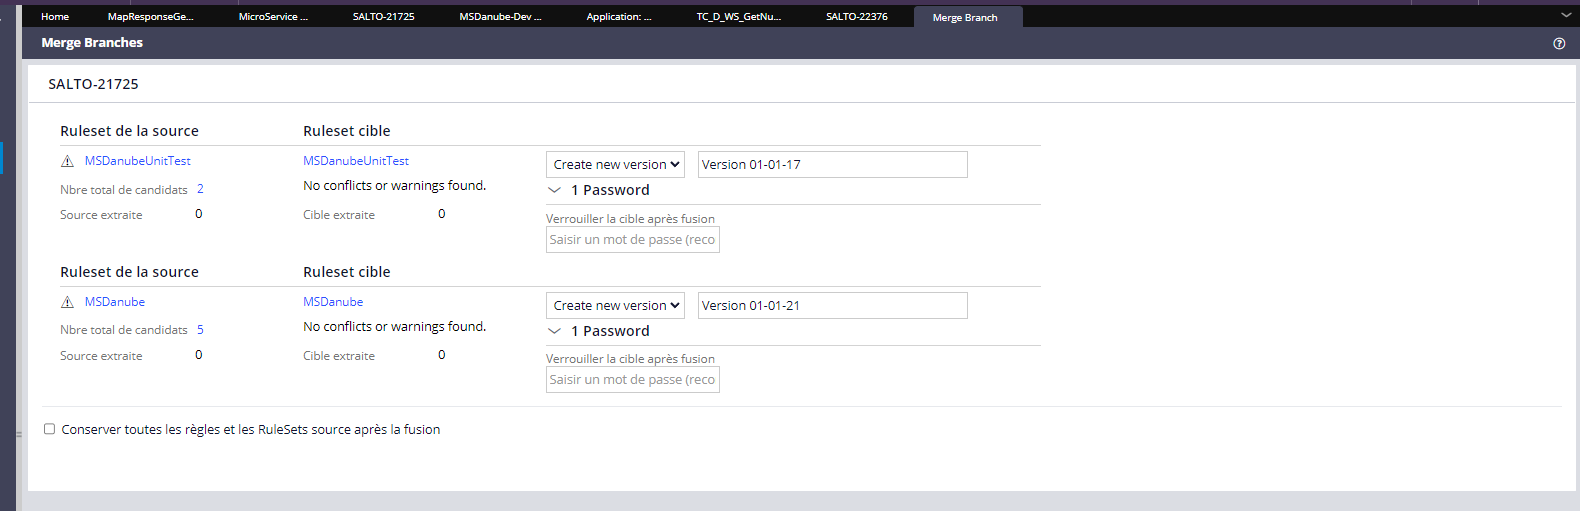 Home MapResponseGe... MicroService ... SALTO-21725 MSDanube-Dev ... Application: ... TC_D_WS_GetNu... SALTO-22376 Merge Branch
Merge Branches
SALTO-21725
Ruleset de la source Ruleset cible
MSDanubeUnitTest MSDanubeUnitTest Create new version Version 01-01-17
Nbre total de candidats 2 No conflicts or warnings found. 1 Password
Source extraite 0 Cible extraite 0 Verrouiller la cible après fusion
Saisir un mot de passe (reco
Ruleset de la source Ruleset cible
MSDanube MSDanube Create new version Version 01-01-21
Nbre total de candidats 5 No conflicts or warnings found. 1 Password
Source extraite 0 Cible extraite 0 Verrouiller la cible après fusion
Saisir un mot de passe (reco
Conserver toutes les règles et les RuleSets source après la fusion